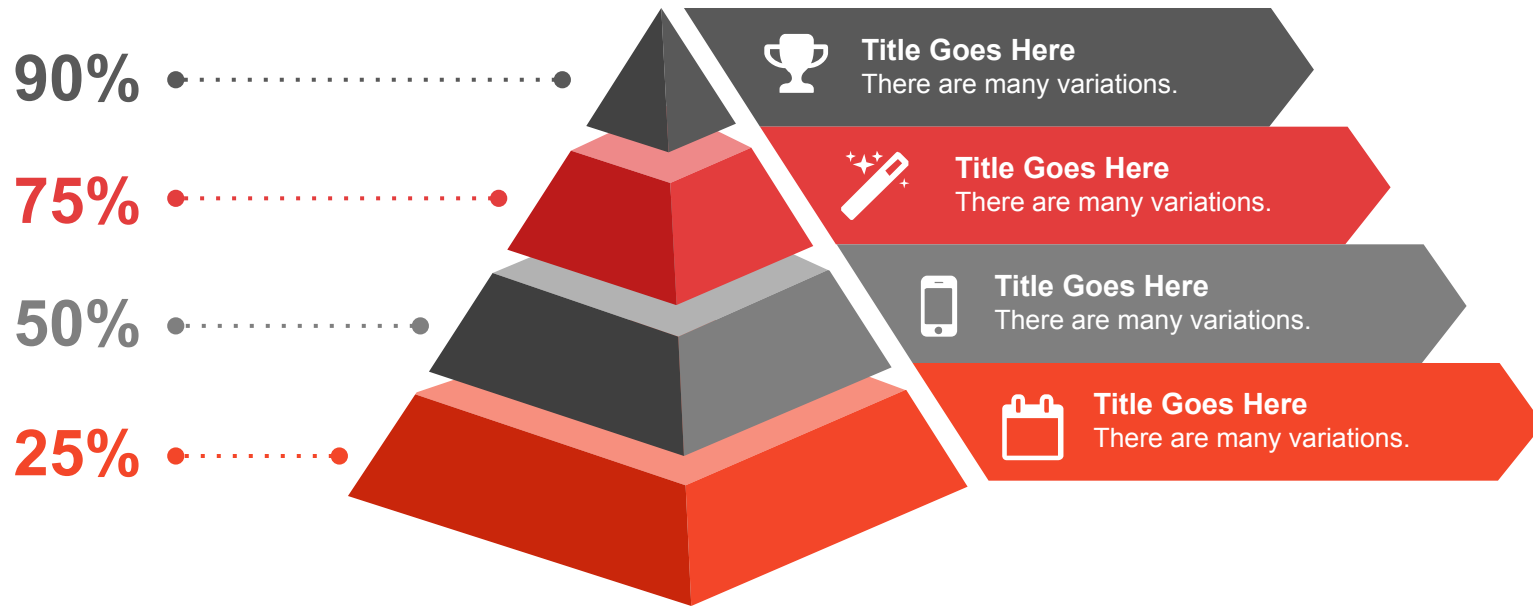 90%
Title Goes Here
There are many variations.
75%
Title Goes Here
There are many variations.
50%
Title Goes Here
There are many variations.
25%
Title Goes Here
There are many variations.